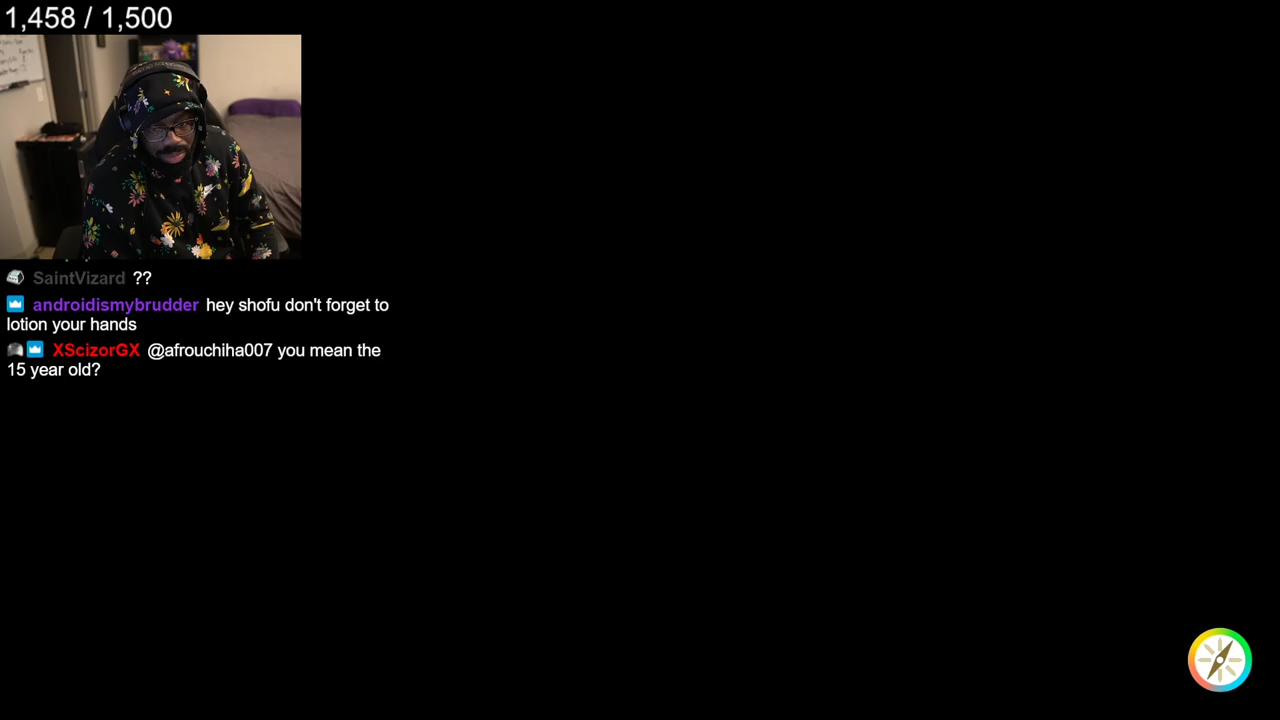 1,458 / 1,500
SaintVizard ??
androidismybrudder hey shofu don't forget to
lotion your hands
XScizorGX @afrouchiha007 you mean the
15 year old?